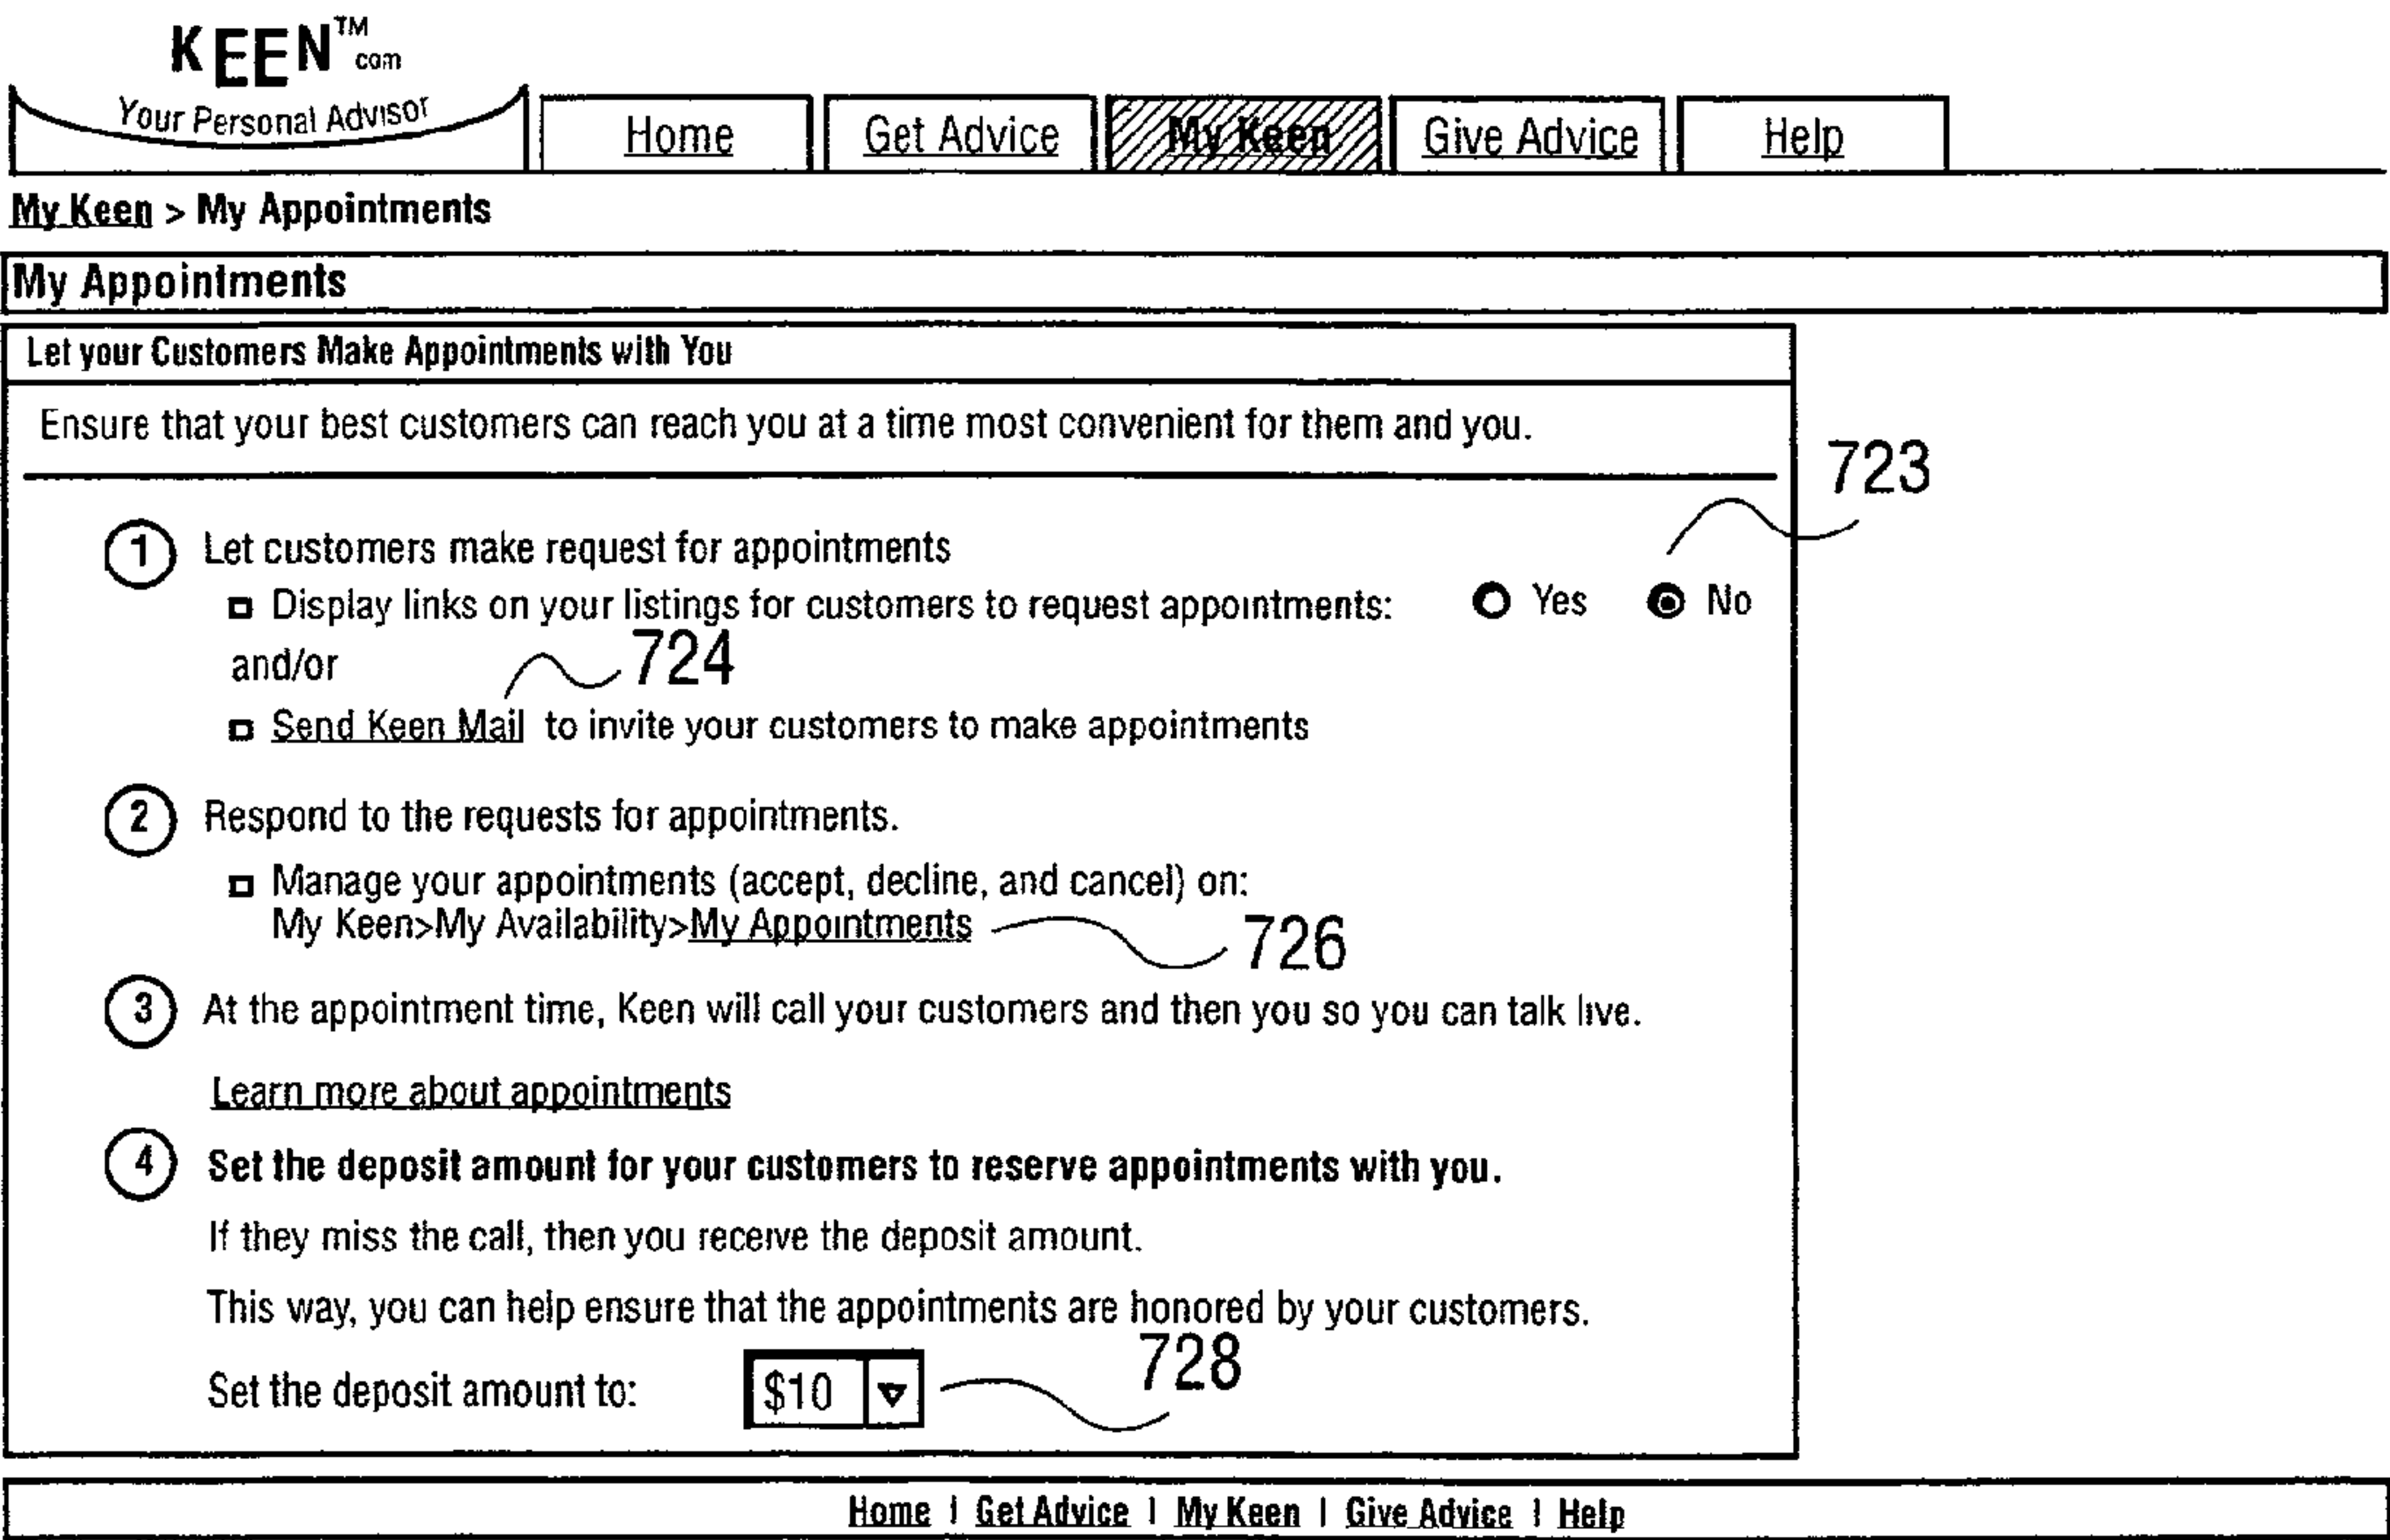 KEEN™com
Your Personal Advisor
Home
Get Advice
My Keen
Give Advice
Help
My Keen > My Appointments
My Appointments
Let your Customers Make Appointments with You
Ensure that your best customers can reach you at a time most convenient for them and you.
723
1 Let customers make request for appointments
Display links on your listings for customers to request appointments: Yes No
and/or
724
Send Keen Mail to invite your customers to make appointments
2 Respond to the requests for appointments.
Manage your appointments (accept, decline, and cancel) on:
My Keen>My Availability>My Appointments
726
3 At the appointment time, Keen will call your customers and then you so you can talk live.
Learn more about appointments
4 Set the deposit amount for your customers to reserve appointments with you.
If they miss the call, then you receive the deposit amount.
This way, you can help ensure that the appointments are honored by your customers.
728
Set the deposit amount to: $10
Home | Get Advice | My Keen | Give Advice | Help